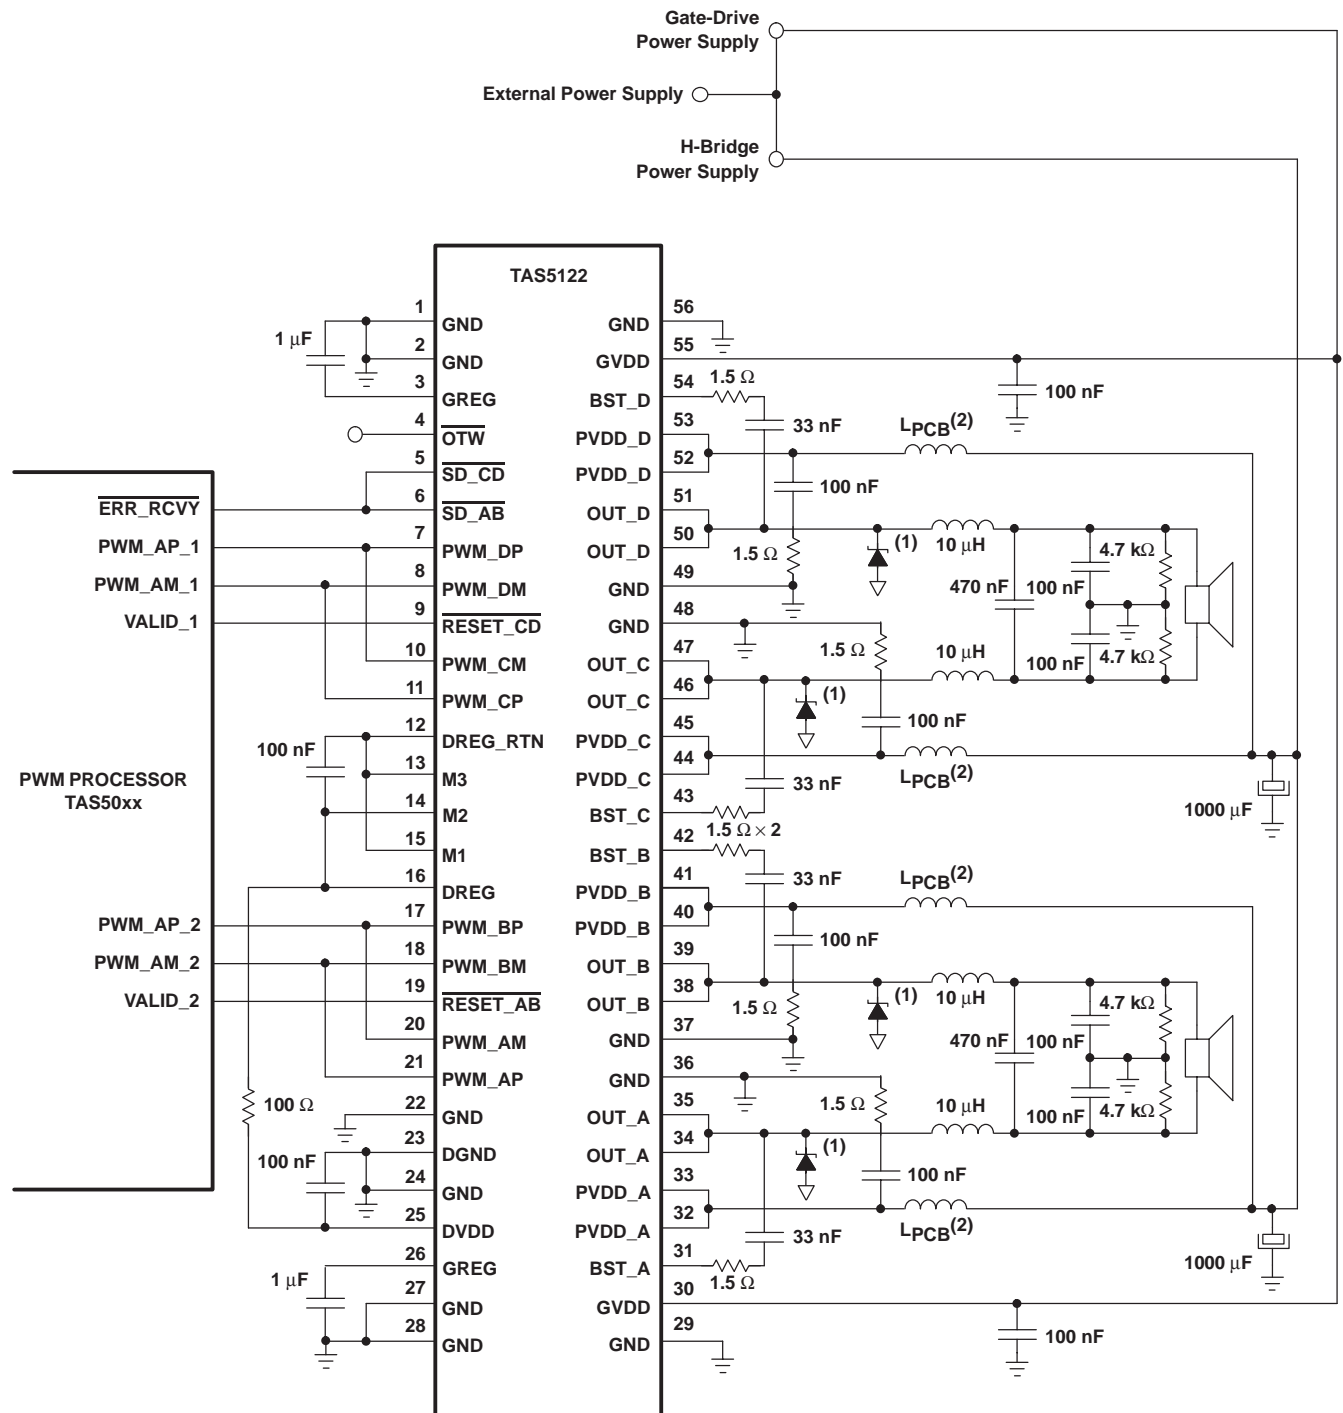 Gate-Drive
Power Supply
External Power Supply
H-Bridge
Power Supply
TAS5122
PWM PROCESSOR
TAS50xx
ERR_RCVY
PWM_AP_1
PWM_AM_1
VALID_1
PWM_AP_2
PWM_AM_2
VALID_2
1 GND
2 GND
3 GREG
4 OTW
5 SD_CD
6 SD_AB
7 PWM_DP
8 PWM_DM
9 RESET_CD
10 PWM_CM
11 PWM_CP
12 DREG_RTN
13 M3
14 M2
15 M1
16 DREG
17 PWM_BP
18 PWM_BM
19 RESET_AB
20 PWM_AM
21 PWM_AP
22 GND
23 DGND
24 GND
25 DVDD
26 GREG
27 GND
28 GND
1 μF
100 nF
100 Ω
100 nF
1 μF
GND 56
GVDD 55
BST_D 54
PVDD_D 53
PVDD_D 52
OUT_D 51
OUT_D 50
GND 49
GND 48
OUT_C 47
OUT_C 46
PVDD_C 45
PVDD_C 44
BST_C 43
BST_B 42
PVDD_B 41
PVDD_B 40
OUT_B 39
OUT_B 38
GND 37
GND 36
OUT_A 35
OUT_A 34
PVDD_A 33
PVDD_A 32
BST_A 31
GVDD 30
GND 29
100 nF
1.5 Ω
33 nF
LPCB(2)
100 nF
1.5 Ω
(1)
10 μH
470 nF
100 nF
4.7 kΩ
100 nF
4.7 kΩ
1.5 Ω
10 μH
(1)
100 nF
LPCB(2)
33 nF
1000 μF
1.5 Ω × 2
33 nF
LPCB(2)
100 nF
1.5 Ω
(1)
10 μH
470 nF
100 nF
4.7 kΩ
100 nF
4.7 kΩ
1.5 Ω
10 μH
(1)
100 nF
LPCB(2)
33 nF
1.5 Ω
1000 μF
100 nF